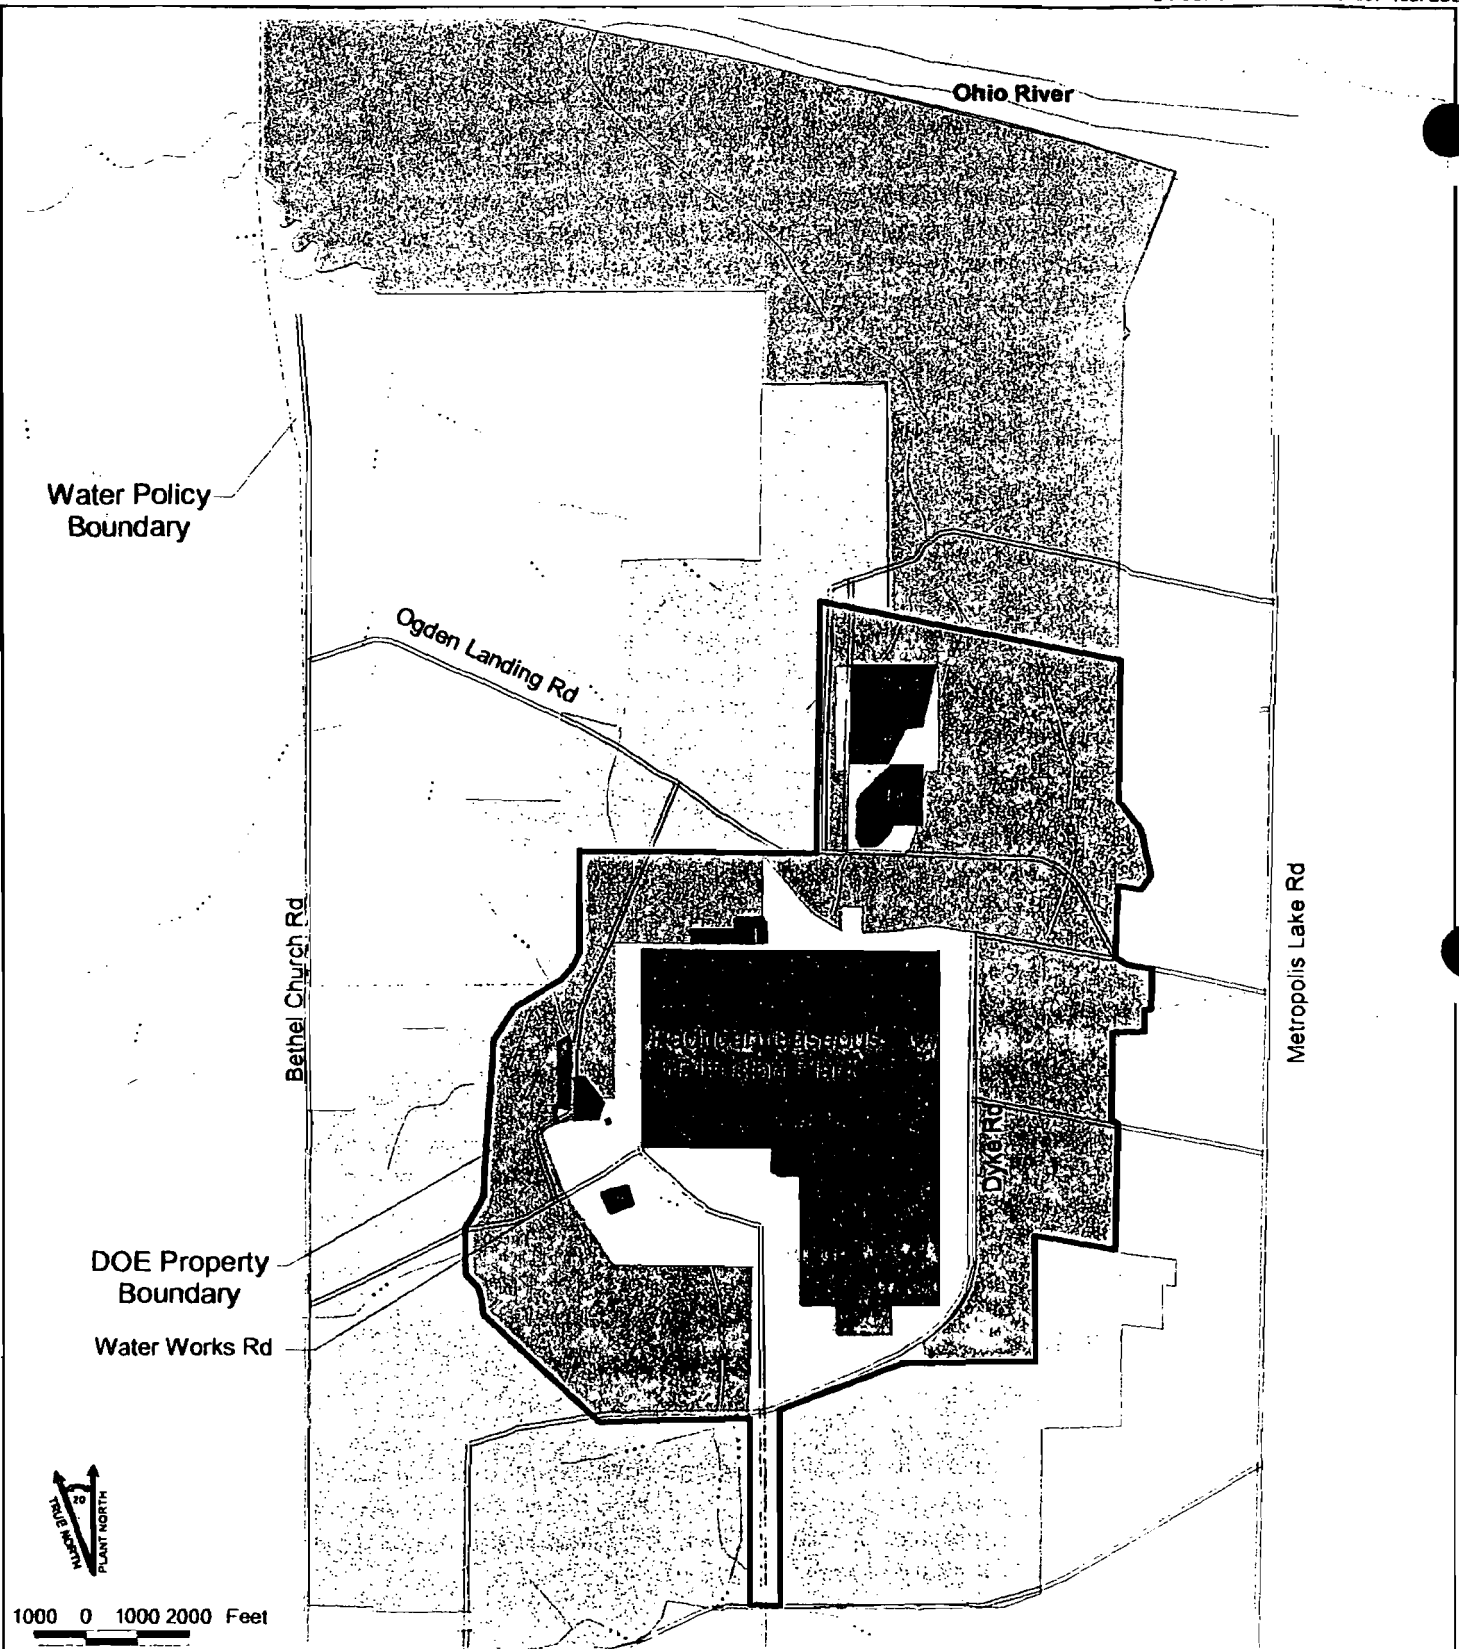 Ohio River
Water Policy
Boundary
Ogden Landing Rd
Bethel Church Rd
Metropolis Lake Rd
Dyke Rd
DOE Property
Boundary
Water Works Rd
20
TRUE NORTH
PLANT NORTH
1000 0 1000 2000 Feet